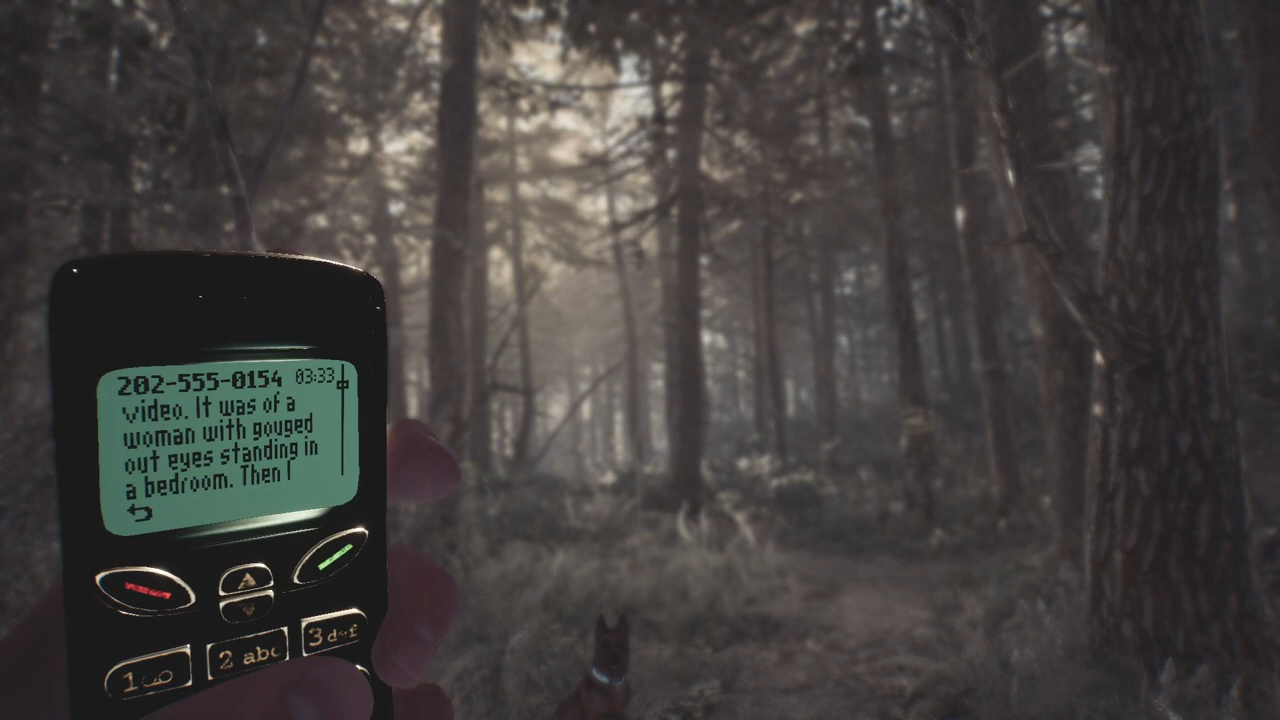 202-555-0154 03:33
video. It was of a
woman with gouged
out eyes standing in
a bedroom. Then I
1
2 abc
3 def